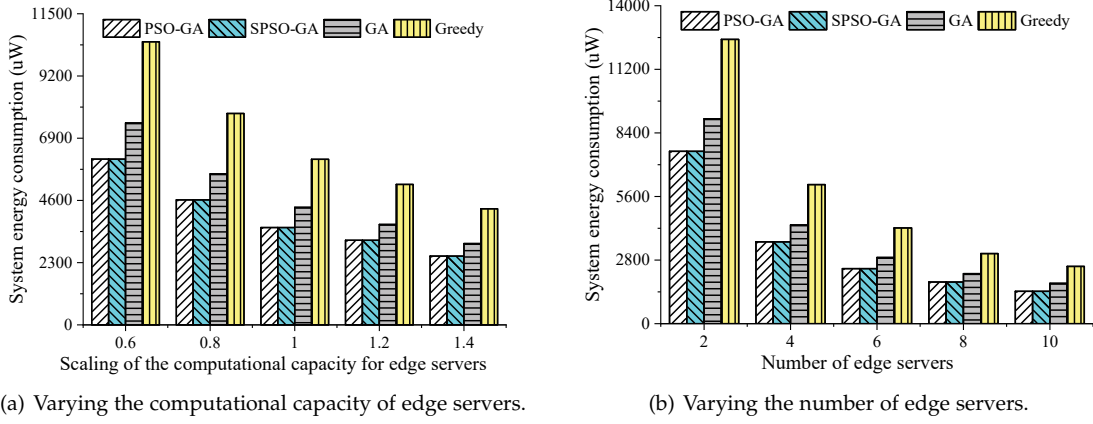 PSO-GA SPSO-GA GA Greedy
System energy consumption (uW)
11500
9200
6900
4600
2300
0
0.6 0.8 1 1.2 1.4
Scaling of the computational capacity for edge servers
(a) Varying the computational capacity of edge servers.
PSO-GA SPSO-GA GA Greedy
System energy consumption (uW)
14000
11200
8400
5600
2800
0
2 4 6 8 10
Number of edge servers
(b) Varying the number of edge servers.